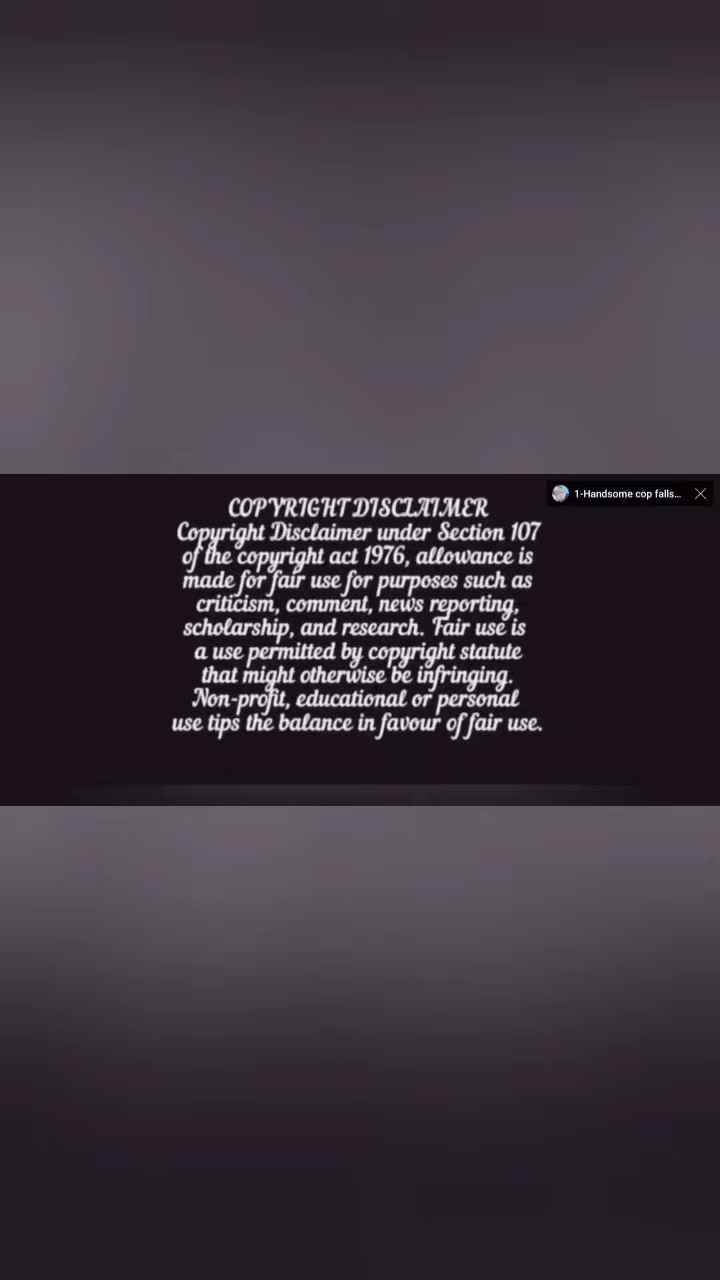 1-Handsome cop falls...
COPYRIGHT DISCLAIMER
Copyright Disclaimer under Section 107
of the copyright act 1976, allowance is
made for fair use for purposes such as
criticism, comment, news reporting,
scholarship, and research. Fair use is
a use permitted by copyright statute
that might otherwise be infringing.
Non-profit, educational or personal
use tips the balance in favour of fair use.